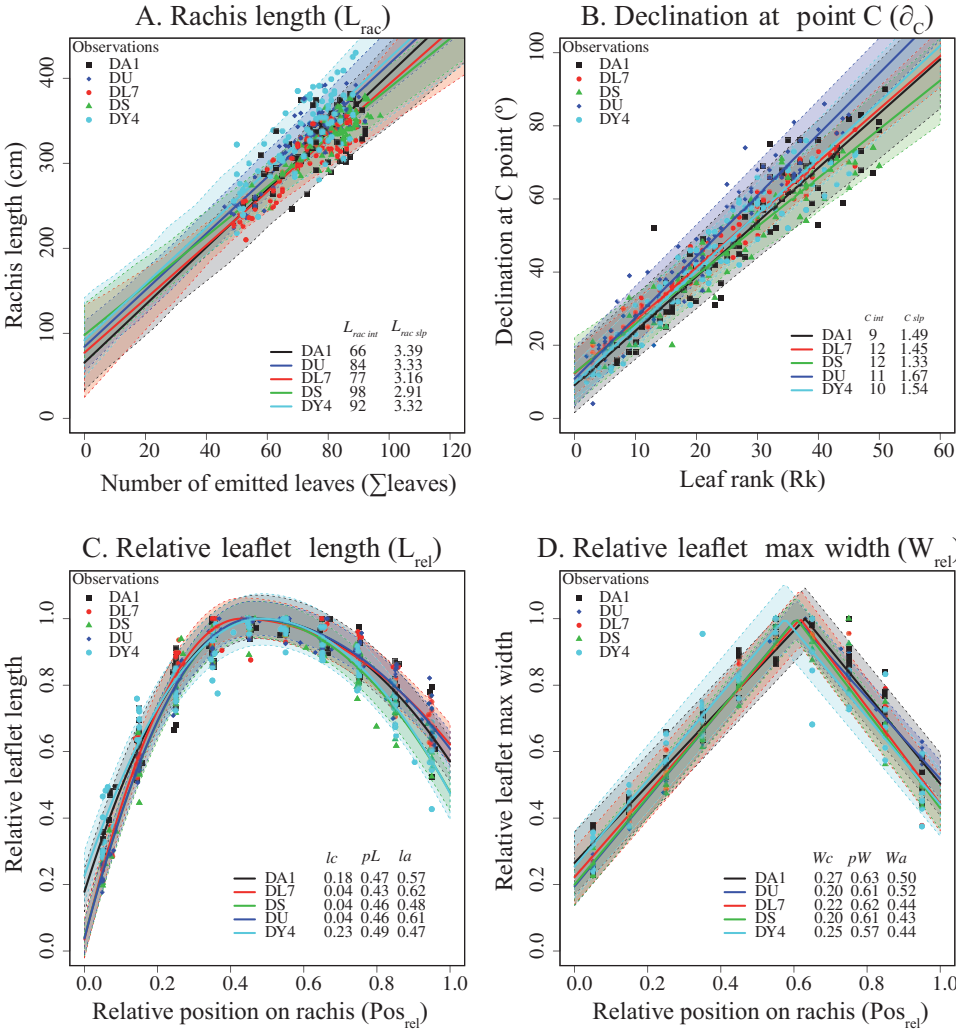 A. Rachis length (Lrac)
Observations
DA1
DU
DL7
DS
DY4
Rachis length (cm)
0 100 200 300 400
Lrac int Lrac slp
DA1 66 3.39
DU 84 3.33
DL7 77 3.16
DS 98 2.91
DY4 92 3.32
0 20 40 60 80 100 120
Number of emitted leaves (∑leaves)
B. Declination at point C (∂C)
Observations
DA1
DL7
DS
DU
DY4
Declination at C point (º)
0 20 40 60 80 100
C int C slp
DA1 9 1.49
DL7 12 1.45
DS 12 1.33
DU 11 1.67
DY4 10 1.54
0 10 20 30 40 50 60
Leaf rank (Rk)
C. Relative leaflet length (Lrel)
Observations
DA1
DL7
DS
DU
DY4
Relative leaflet length
0.0 0.2 0.4 0.6 0.8 1.0
lc pL la
DA1 0.18 0.47 0.57
DL7 0.04 0.43 0.62
DS 0.04 0.46 0.48
DU 0.04 0.46 0.61
DY4 0.23 0.49 0.47
0.0 0.2 0.4 0.6 0.8 1.0
Relative position on rachis (Posrel)
D. Relative leaflet max width (Wrel)
Observations
DA1
DU
DL7
DS
DY4
Relative leaflet max width
0.0 0.2 0.4 0.6 0.8 1.0
Wc pW Wa
DA1 0.27 0.63 0.50
DU 0.20 0.61 0.52
DL7 0.22 0.62 0.44
DS 0.20 0.61 0.43
DY4 0.25 0.57 0.44
0.0 0.2 0.4 0.6 0.8 1.0
Relative position on rachis (Posrel)